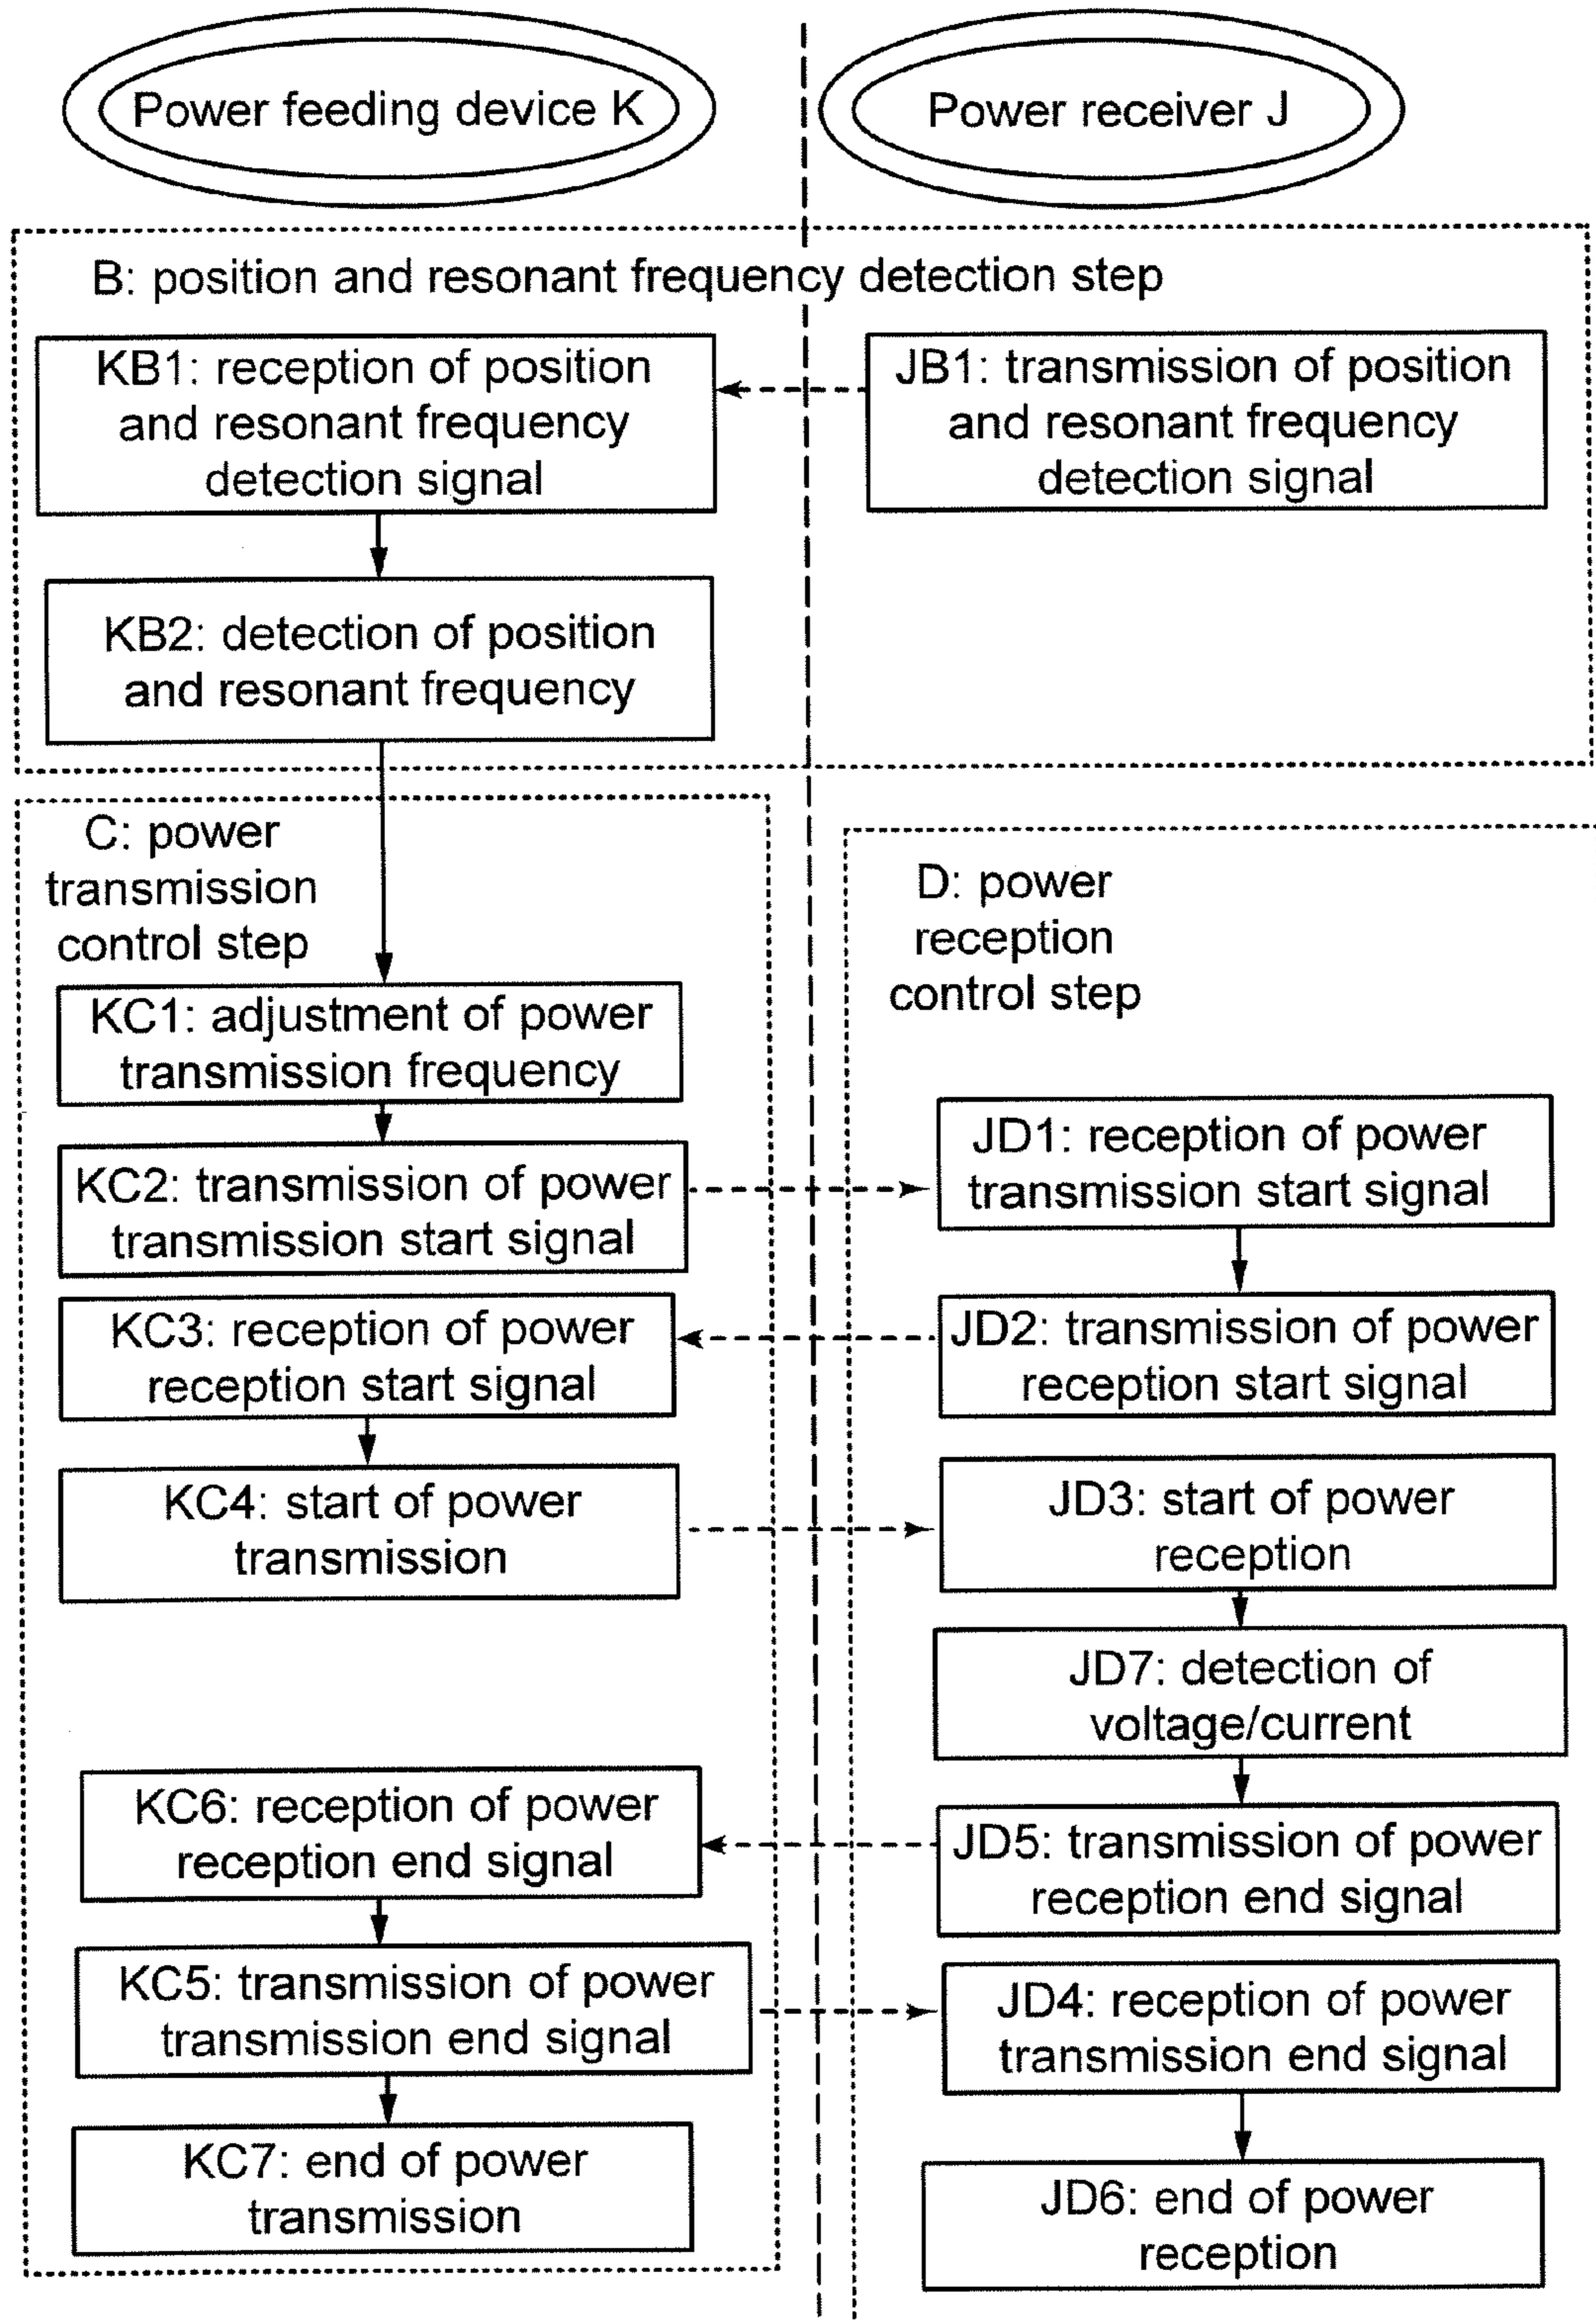 Power feeding device K
Power receiver J
B: position and resonant frequency detection step
KB1: reception of position
and resonant frequency
detection signal
JB1: transmission of position
and resonant frequency
detection signal
KB2: detection of position
and resonant frequency
C: power
transmission
control step
D: power
reception
control step
KC1: adjustment of power
transmission frequency
KC2: transmission of power
transmission start signal
JD1: reception of power
transmission start signal
KC3: reception of power
reception start signal
JD2: transmission of power
reception start signal
KC4: start of power
transmission
JD3: start of power
reception
JD7: detection of
voltage/current
KC6: reception of power
reception end signal
JD5: transmission of power
reception end signal
KC5: transmission of power
transmission end signal
JD4: reception of power
transmission end signal
KC7: end of power
transmission
JD6: end of power
reception